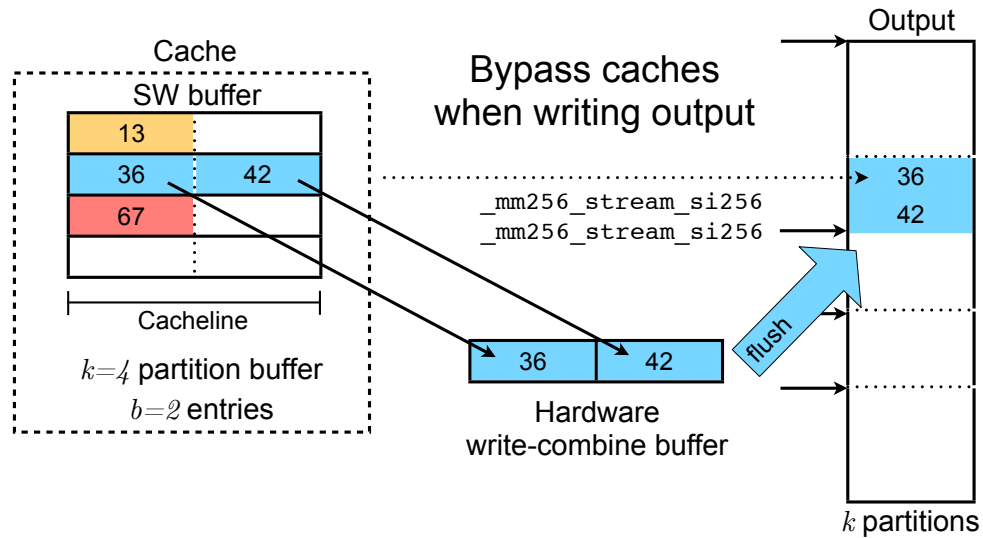 Cache
SW buffer
13
36 42
67
Cacheline
k=4 partition buffer
b=2 entries
Bypass caches
when writing output
_mm256_stream_si256
_mm256_stream_si256
36 42
Hardware
write-combine buffer
flush
Output
36
42
k partitions